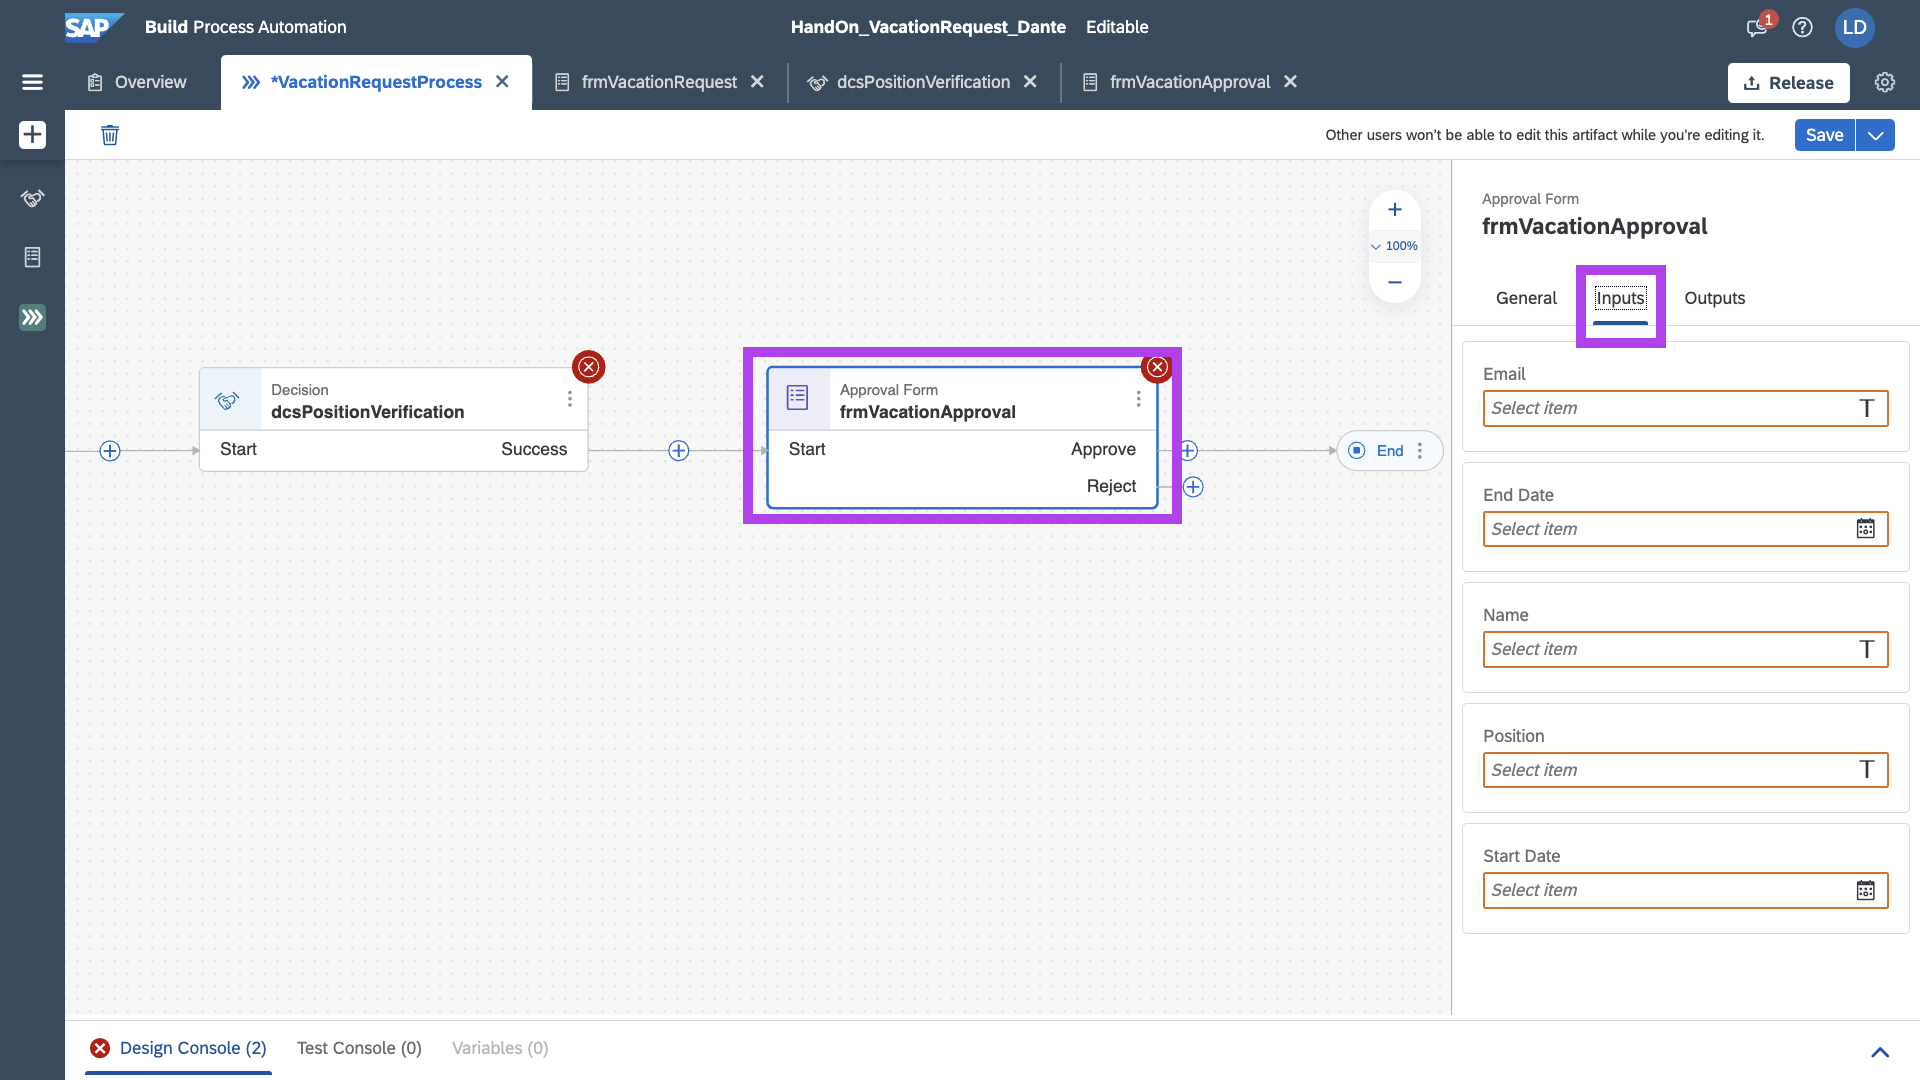 SAP
Build Process Automation
HandOn_VacationRequest_Dante Editable
1
LD
Overview
*VacationRequestProcess
frmVacationRequest
dcsPositionVerification
frmVacationApproval
Release
Other users won't be able to edit this artifact while you're editing it.
Save
100%
Approval Form
frmVacationApproval
General
Inputs
Outputs
Decision
dcsPositionVerification
Start
Success
Approval Form
frmVacationApproval
Start
Approve
Reject
End
Email
Select item
T
End Date
Select item
Name
Select item
T
Position
Select item
T
Start Date
Select item
Design Console (2)
Test Console (0)
Variables (0)